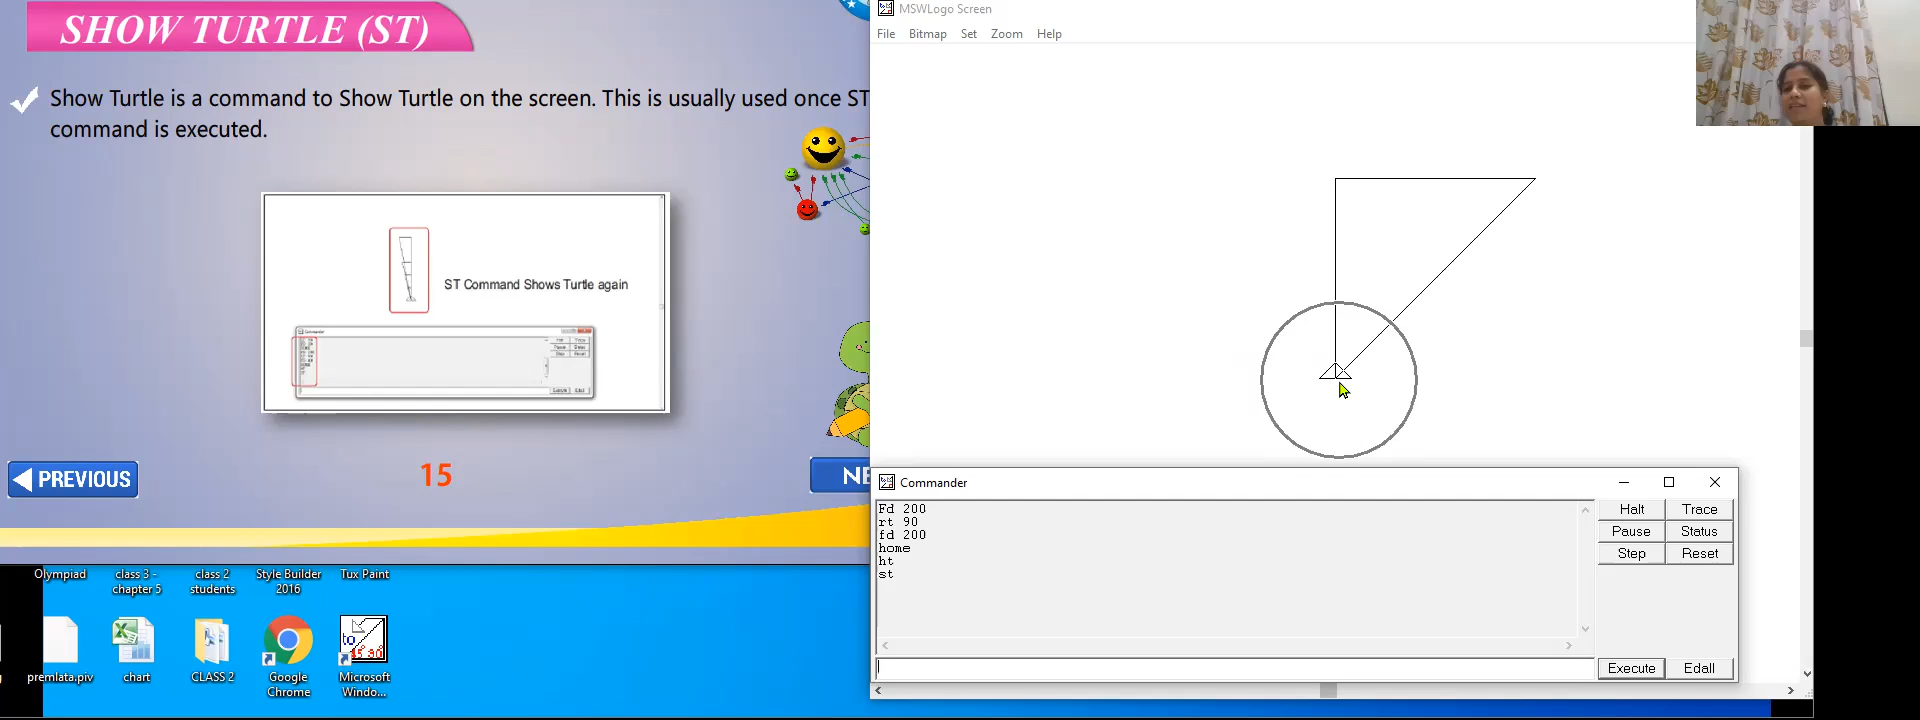 SHOW TURTLE (ST)
Show Turtle is a command to Show Turtle on the screen. This is usually used once ST
command is executed.
ST Command Shows Turtle again
Commander
PREVIOUS
15
NE
Olympiad
class 3 -
chapter 5
class 2
students
Style Builder
2016
Tux Paint
premlata.piv
chart
CLASS 2
Google
Chrome
Microsoft
Windo...
MSWLogo Screen
File Bitmap Set Zoom Help
Commander
Fd 200
rt 90
fd 200
home
ht
st
Halt Trace
Pause Status
Step Reset
Execute Edall